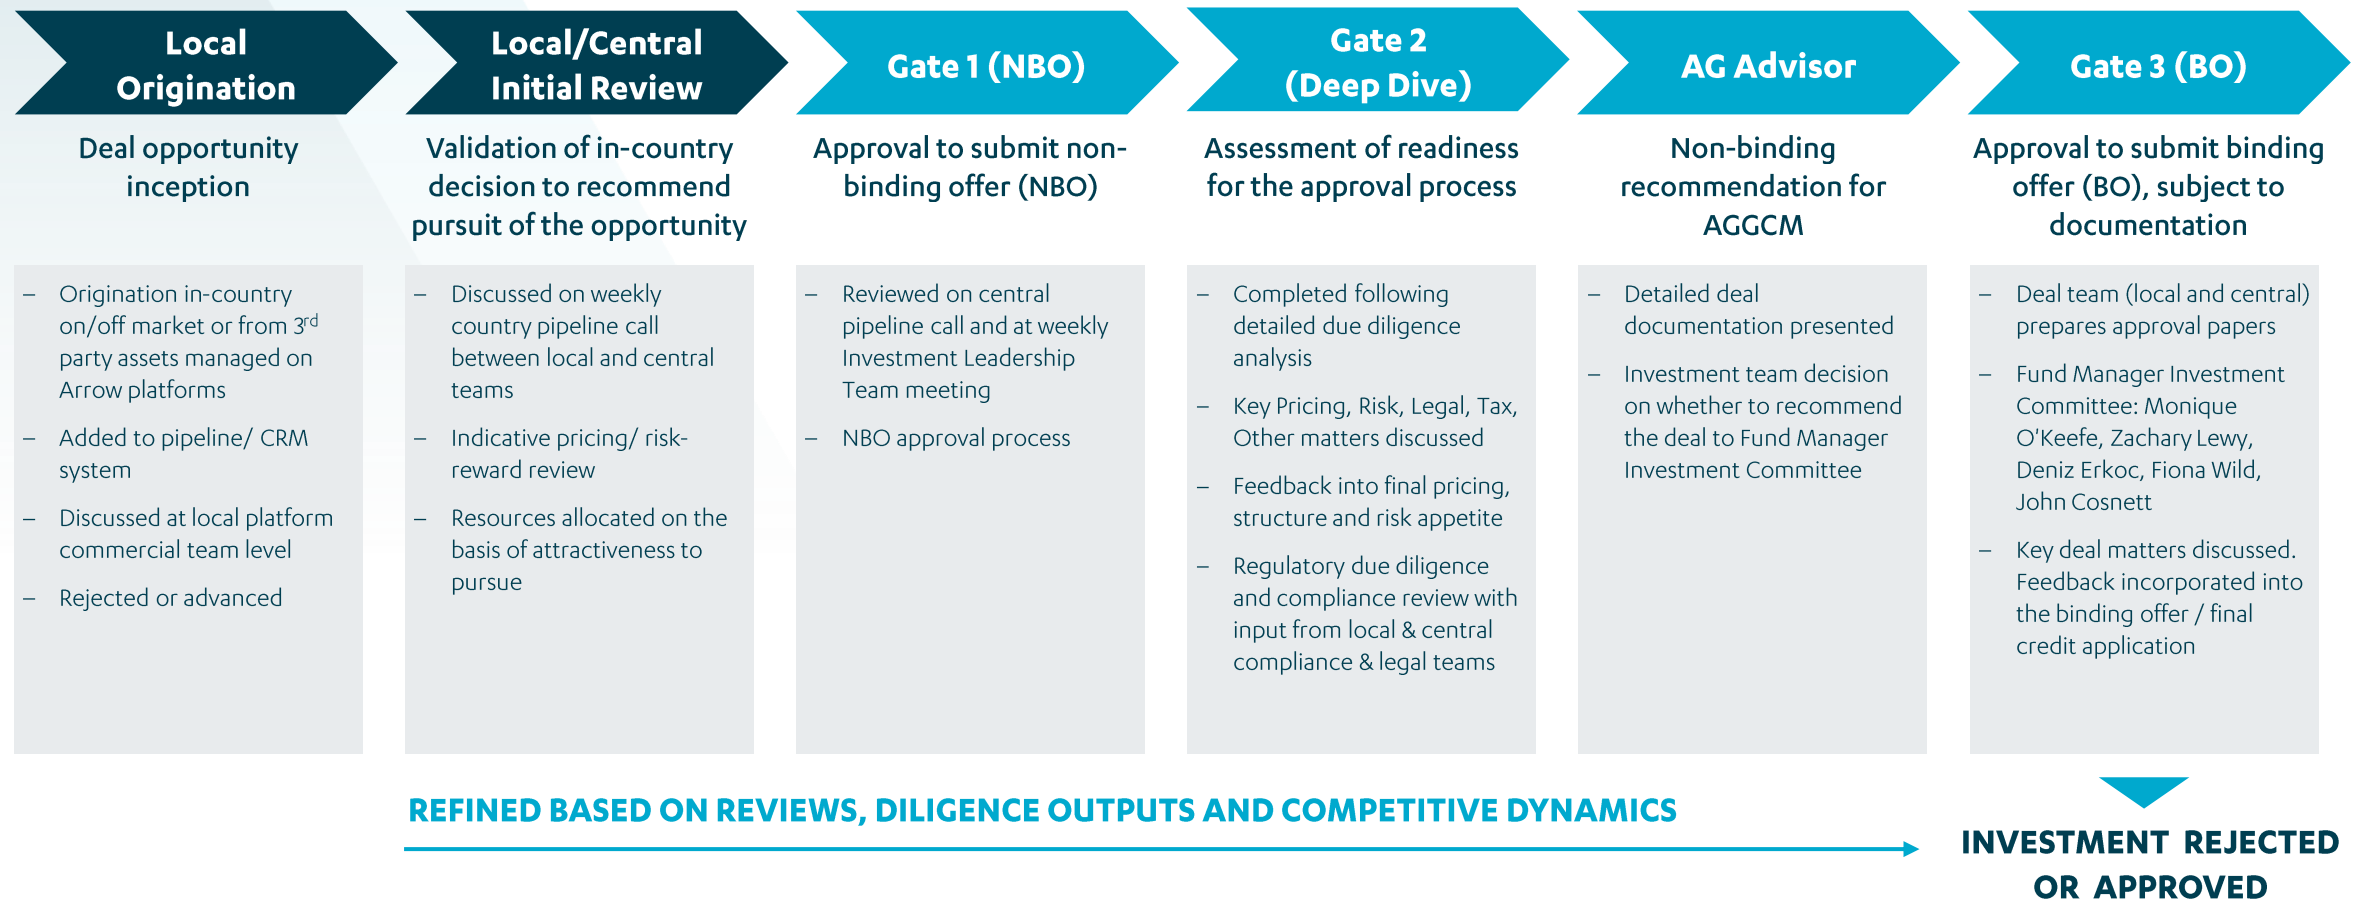 Local
Origination
Deal opportunity
inception
– Origination in-country
on/off market or from 3rd
party assets managed on
Arrow platforms
– Added to pipeline/ CRM
system
– Discussed at local platform
commercial team level
– Rejected or advanced
Local/Central
Initial Review
Validation of in-country
decision to recommend
pursuit of the opportunity
– Discussed on weekly
country pipeline call
between local and central
teams
– Indicative pricing/ risk-
reward review
– Resources allocated on the
basis of attractiveness to
pursue
Gate 1 (NBO)
Approval to submit non-
binding offer (NBO)
– Reviewed on central
pipeline call and at weekly
Investment Leadership
Team meeting
– NBO approval process
Gate 2
(Deep Dive)
Assessment of readiness
for the approval process
– Completed following
detailed due diligence
analysis
– Key Pricing, Risk, Legal, Tax,
Other matters discussed
– Feedback into final pricing,
structure and risk appetite
– Regulatory due diligence
and compliance review with
input from local & central
compliance & legal teams
AG Advisor
Non-binding
recommendation for
AGGCM
– Detailed deal
documentation presented
– Investment team decision
on whether to recommend
the deal to Fund Manager
Investment Committee
Gate 3 (BO)
Approval to submit binding
offer (BO), subject to
documentation
– Deal team (local and central)
prepares approval papers
– Fund Manager Investment
Committee: Monique
O'Keefe, Zachary Lewy,
Deniz Erkoc, Fiona Wild,
John Cosnett
– Key deal matters discussed.
Feedback incorporated into
the binding offer / final
credit application
REFINED BASED ON REVIEWS, DILIGENCE OUTPUTS AND COMPETITIVE DYNAMICS
INVESTMENT REJECTED
OR APPROVED